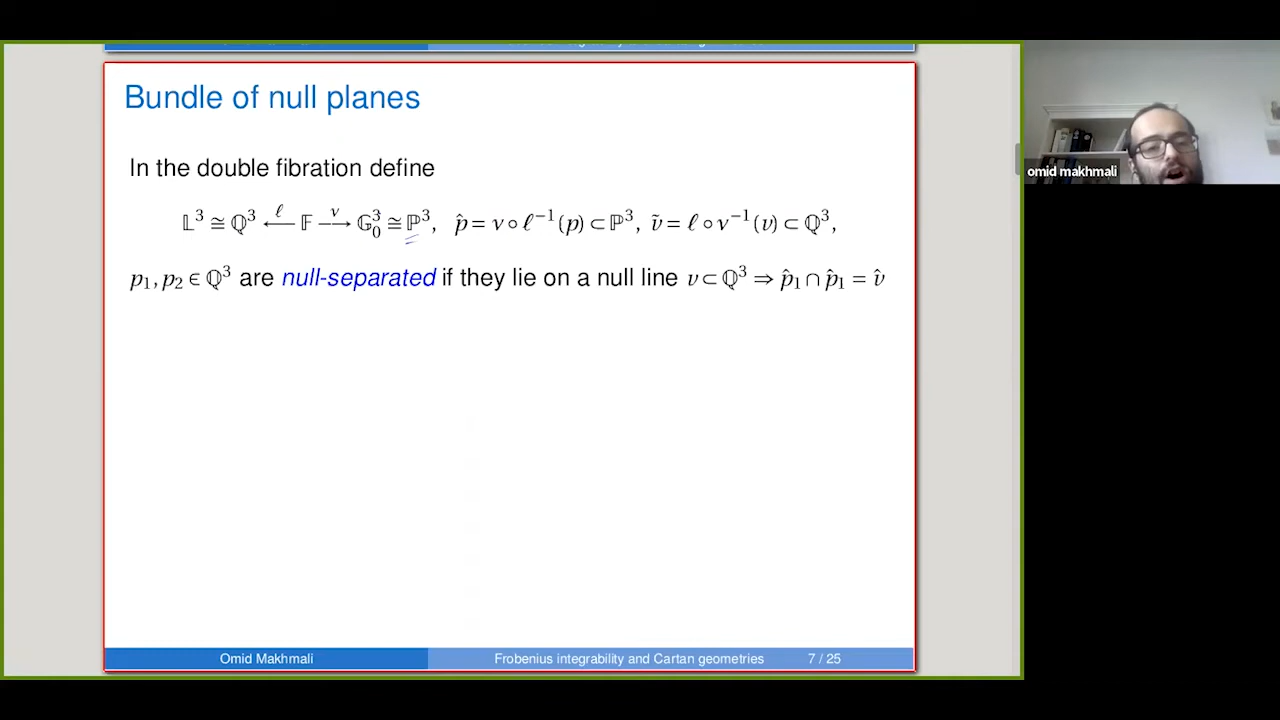 Bundle of null planes
In the double fibration define
𝕃³ ≅ ℚ³ ←ℓ— 𝔽 —ν→ 𝔾₀³ ≅ ℙ³, p̂ = ν ∘ ℓ⁻¹(p) ⊂ ℙ³, ṽ = ℓ ∘ ν⁻¹(v) ⊂ ℚ³,
p₁, p₂ ∈ ℚ³ are null-separated if they lie on a null line v ⊂ ℚ³ ⇒ p̂₁ ∩ p̂₁ = v̂
Omid Makhmali
Frobenius integrability and Cartan geometries
7 / 25
omid makhmali